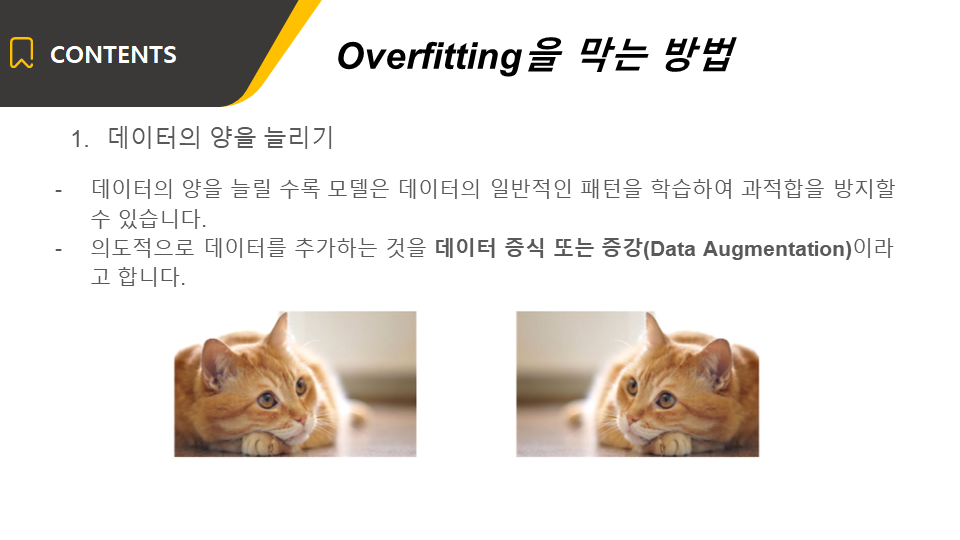 CONTENTS
Overfitting을 막는 방법
1. 데이터의 양을 늘리기
- 데이터의 양을 늘릴 수록 모델은 데이터의 일반적인 패턴을 학습하여 과적합을 방지할
수 있습니다.
- 의도적으로 데이터를 추가하는 것을 데이터 증식 또는 증강(Data Augmentation)이라
고 합니다.